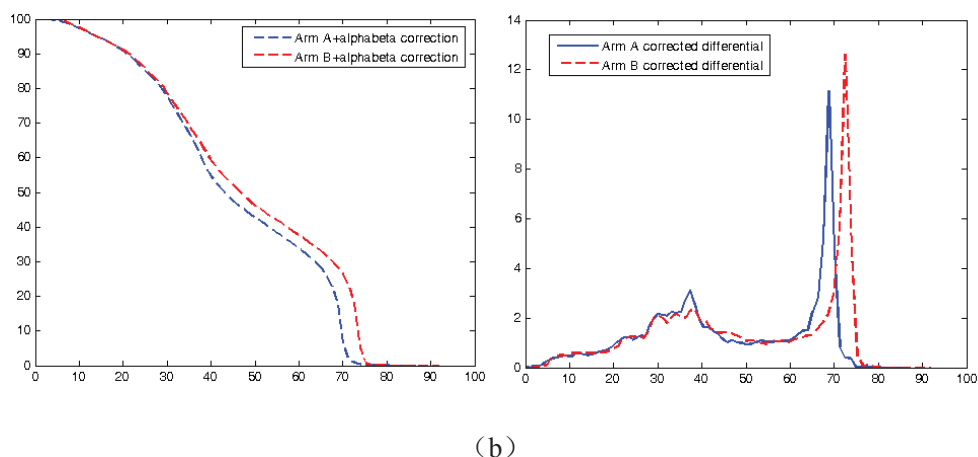 100
90
80
70
60
50
40
30
20
10
0
0 10 20 30 40 50 60 70 80 90 100
Arm A+alphabeta correction
Arm B+alphabeta correction
14
12
10
8
6
4
2
0
0 10 20 30 40 50 60 70 80 90 100
Arm A corrected differential
Arm B corrected differential
（b）